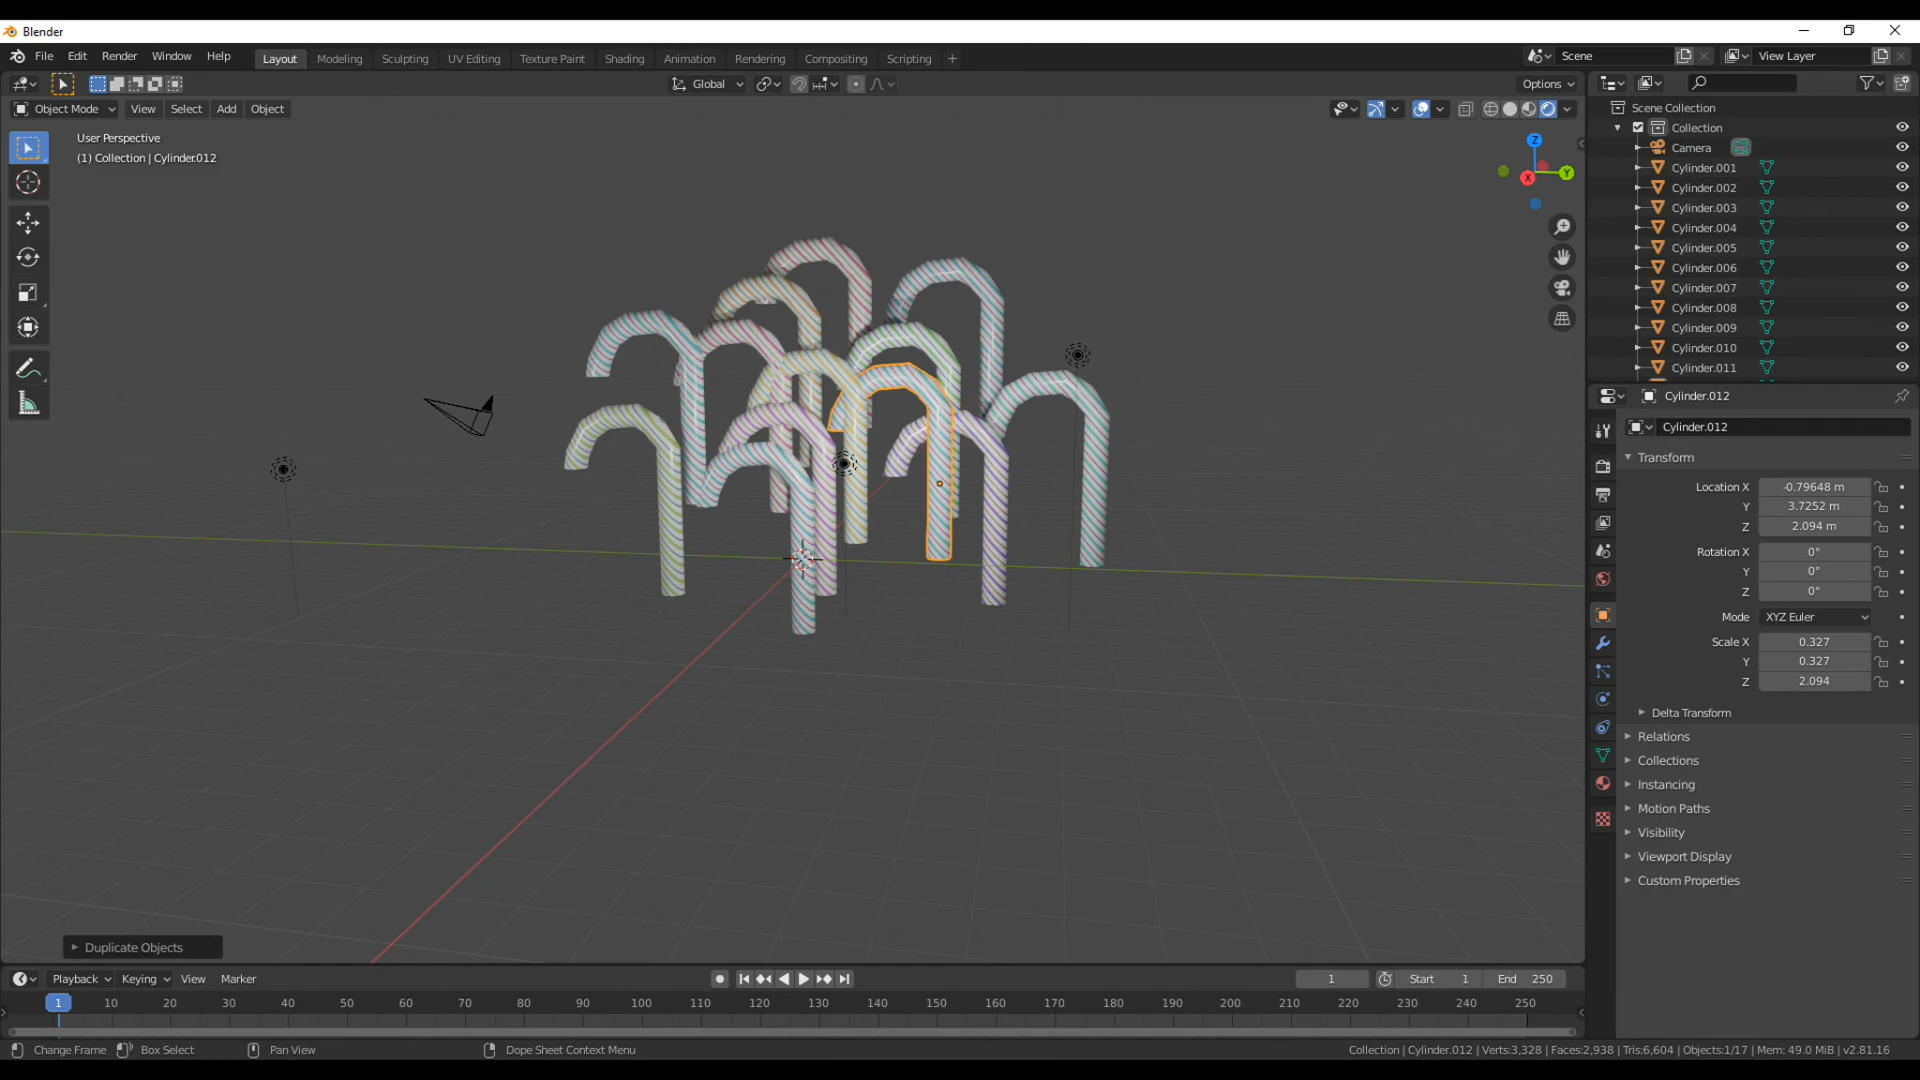 Blender
File Edit Render Window Help Layout Modeling Sculpting UV Editing Texture Paint Shading Animation Rendering Compositing Scripting + Scene View Layer
Global Options
Object Mode View Select Add Object
User Perspective
(1) Collection | Cylinder.012
Z
Y
X
Scene Collection
Collection
Camera
Cylinder.001
Cylinder.002
Cylinder.003
Cylinder.004
Cylinder.005
Cylinder.006
Cylinder.007
Cylinder.008
Cylinder.009
Cylinder.010
Cylinder.011
Cylinder.012
Cylinder.012
Transform
Location X -0.79648 m
Y 3.7252 m
Z 2.094 m
Rotation X 0°
Y 0°
Z 0°
Mode XYZ Euler
Scale X 0.327
Y 0.327
Z 2.094
Delta Transform
Relations
Collections
Instancing
Motion Paths
Visibility
Viewport Display
Custom Properties
Duplicate Objects
Playback Keying View Marker 1 Start 1 End 250
1 10 20 30 40 50 60 70 80 90 100 110 120 130 140 150 160 170 180 190 200 210 220 230 240 250
Change Frame Box Select Pan View Dope Sheet Context Menu Collection | Cylinder.012 | Verts:3,328 | Faces:2,938 | Tris:6,604 | Objects:1/17 | Mem: 49.0 MiB | v2.81.16